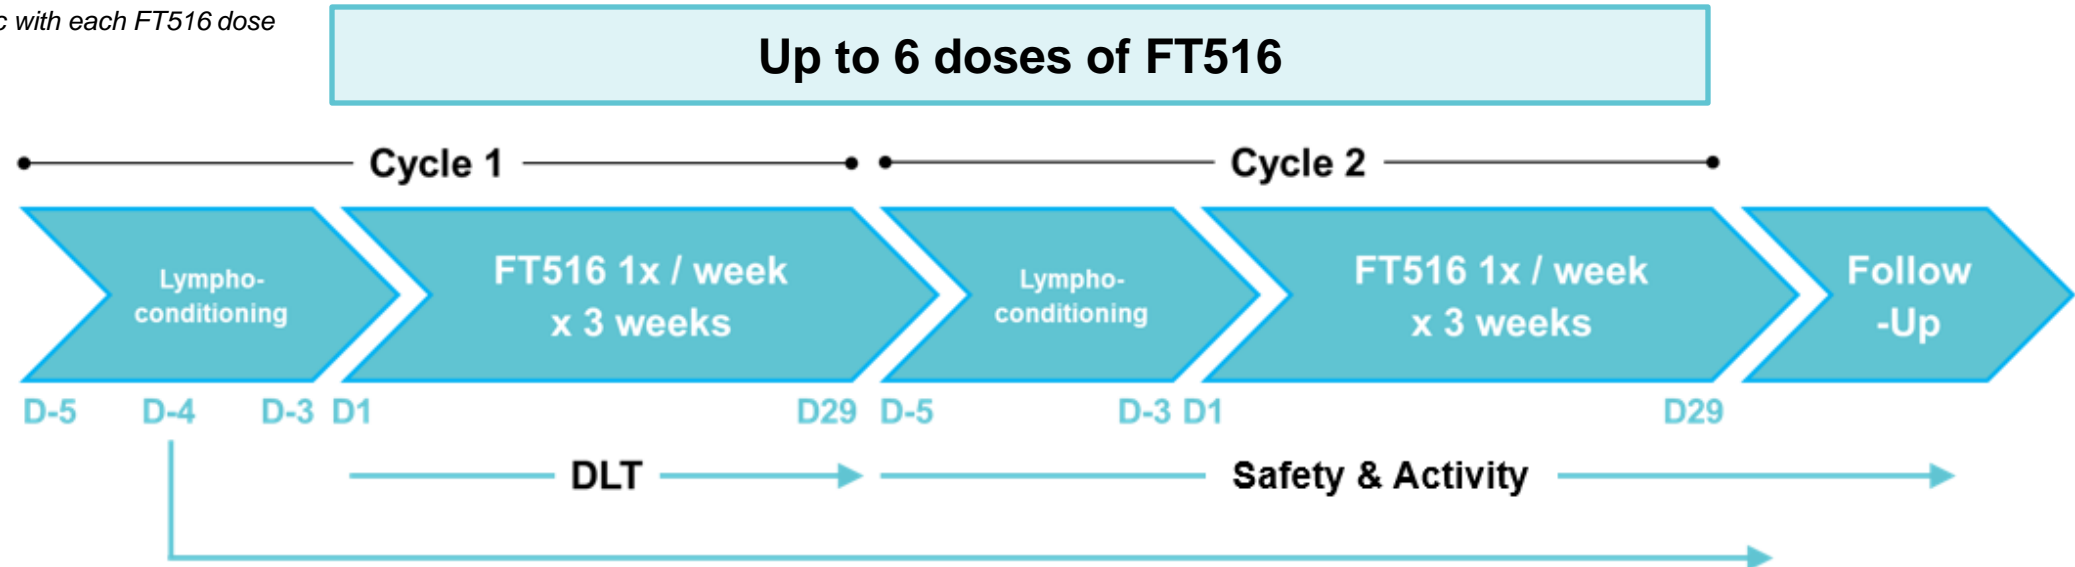 with each FT516 dose
Up to 6 doses of FT516
Cycle 1
Cycle 2
Lympho-
conditioning
FT516 1x / week
x 3 weeks
Lympho-
conditioning
FT516 1x / week
x 3 weeks
Follow
-Up
D-5 D-4 D-3 D1 D29 D-5 D-3 D1 D29
DLT
Safety & Activity